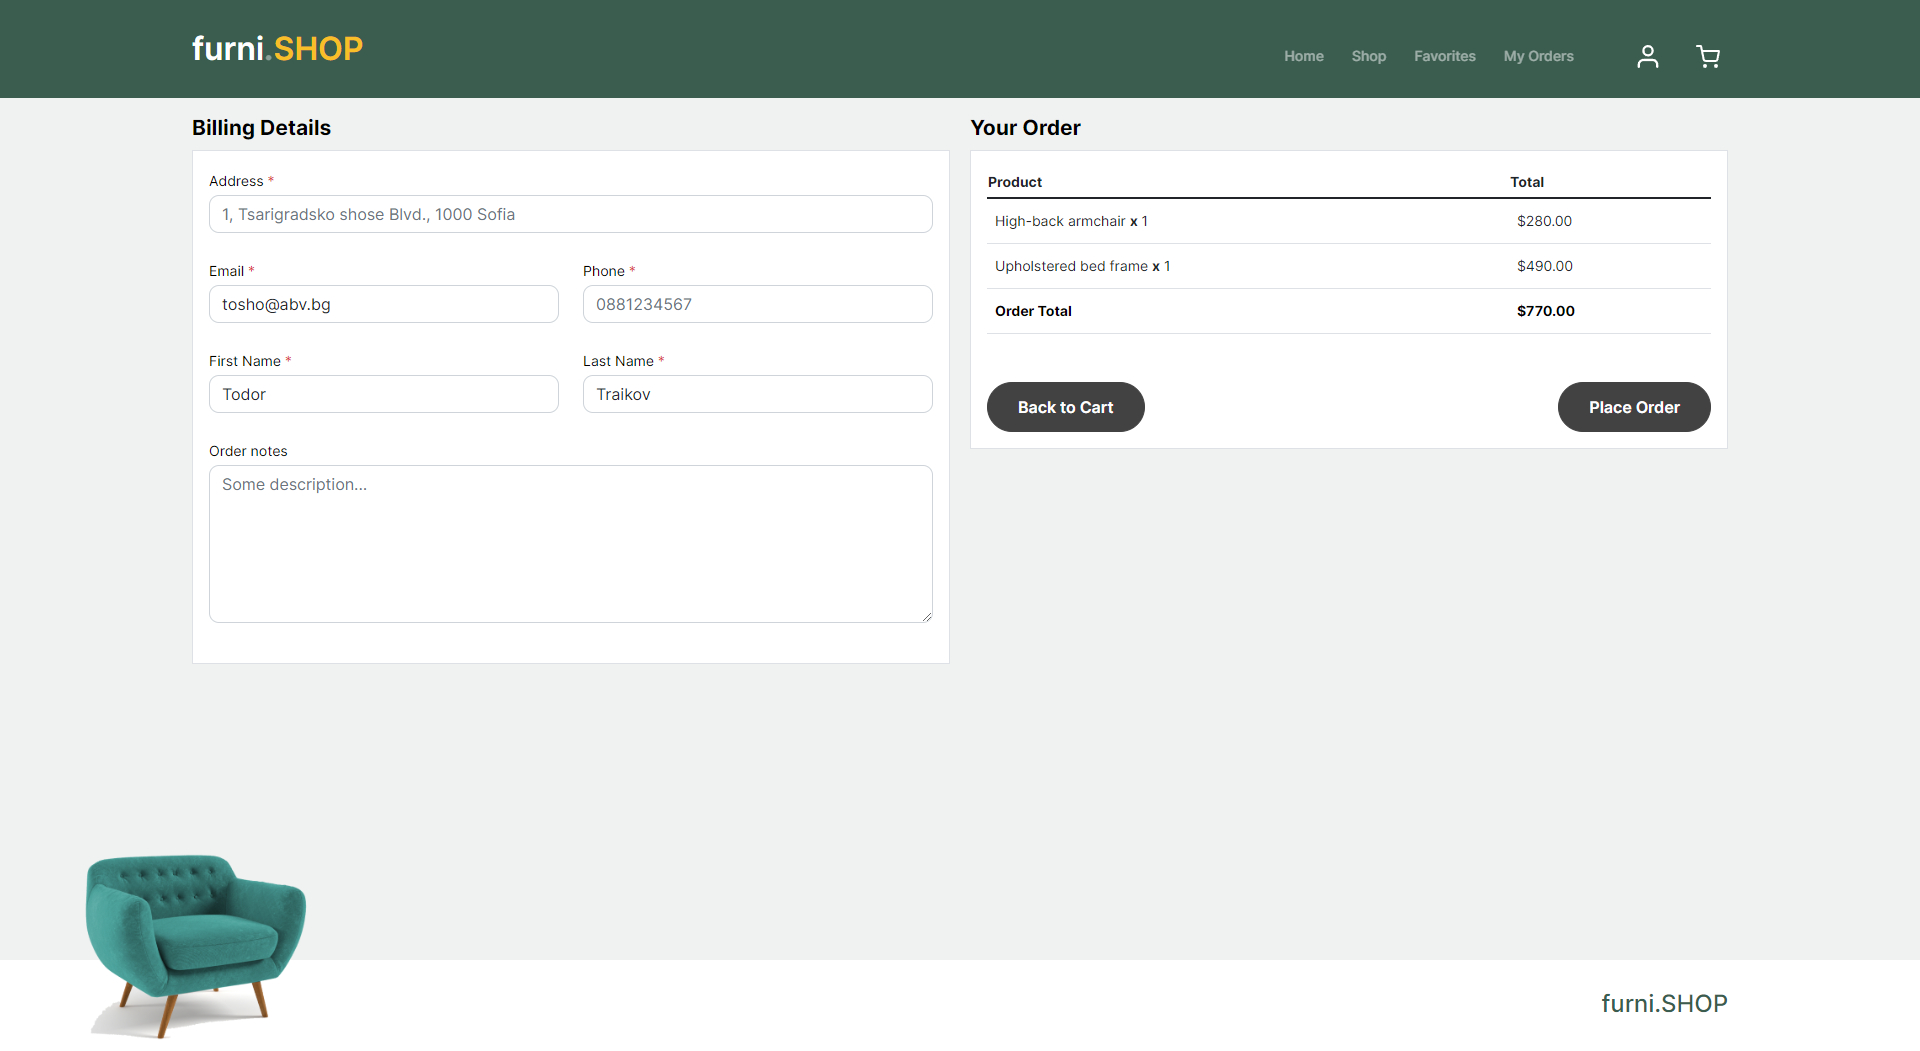 furni.SHOP
Home Shop Favorites My Orders
Billing Details
Address *
1, Tsarigradsko shose Blvd., 1000 Sofia
Email * Phone *
tosho@abv.bg 0881234567
First Name * Last Name *
Todor Traikov
Order notes
Some description...
Your Order
Product Total
High-back armchair x 1 $280.00
Upholstered bed frame x 1 $490.00
Order Total $770.00
Back to Cart Place Order
furni.SHOP